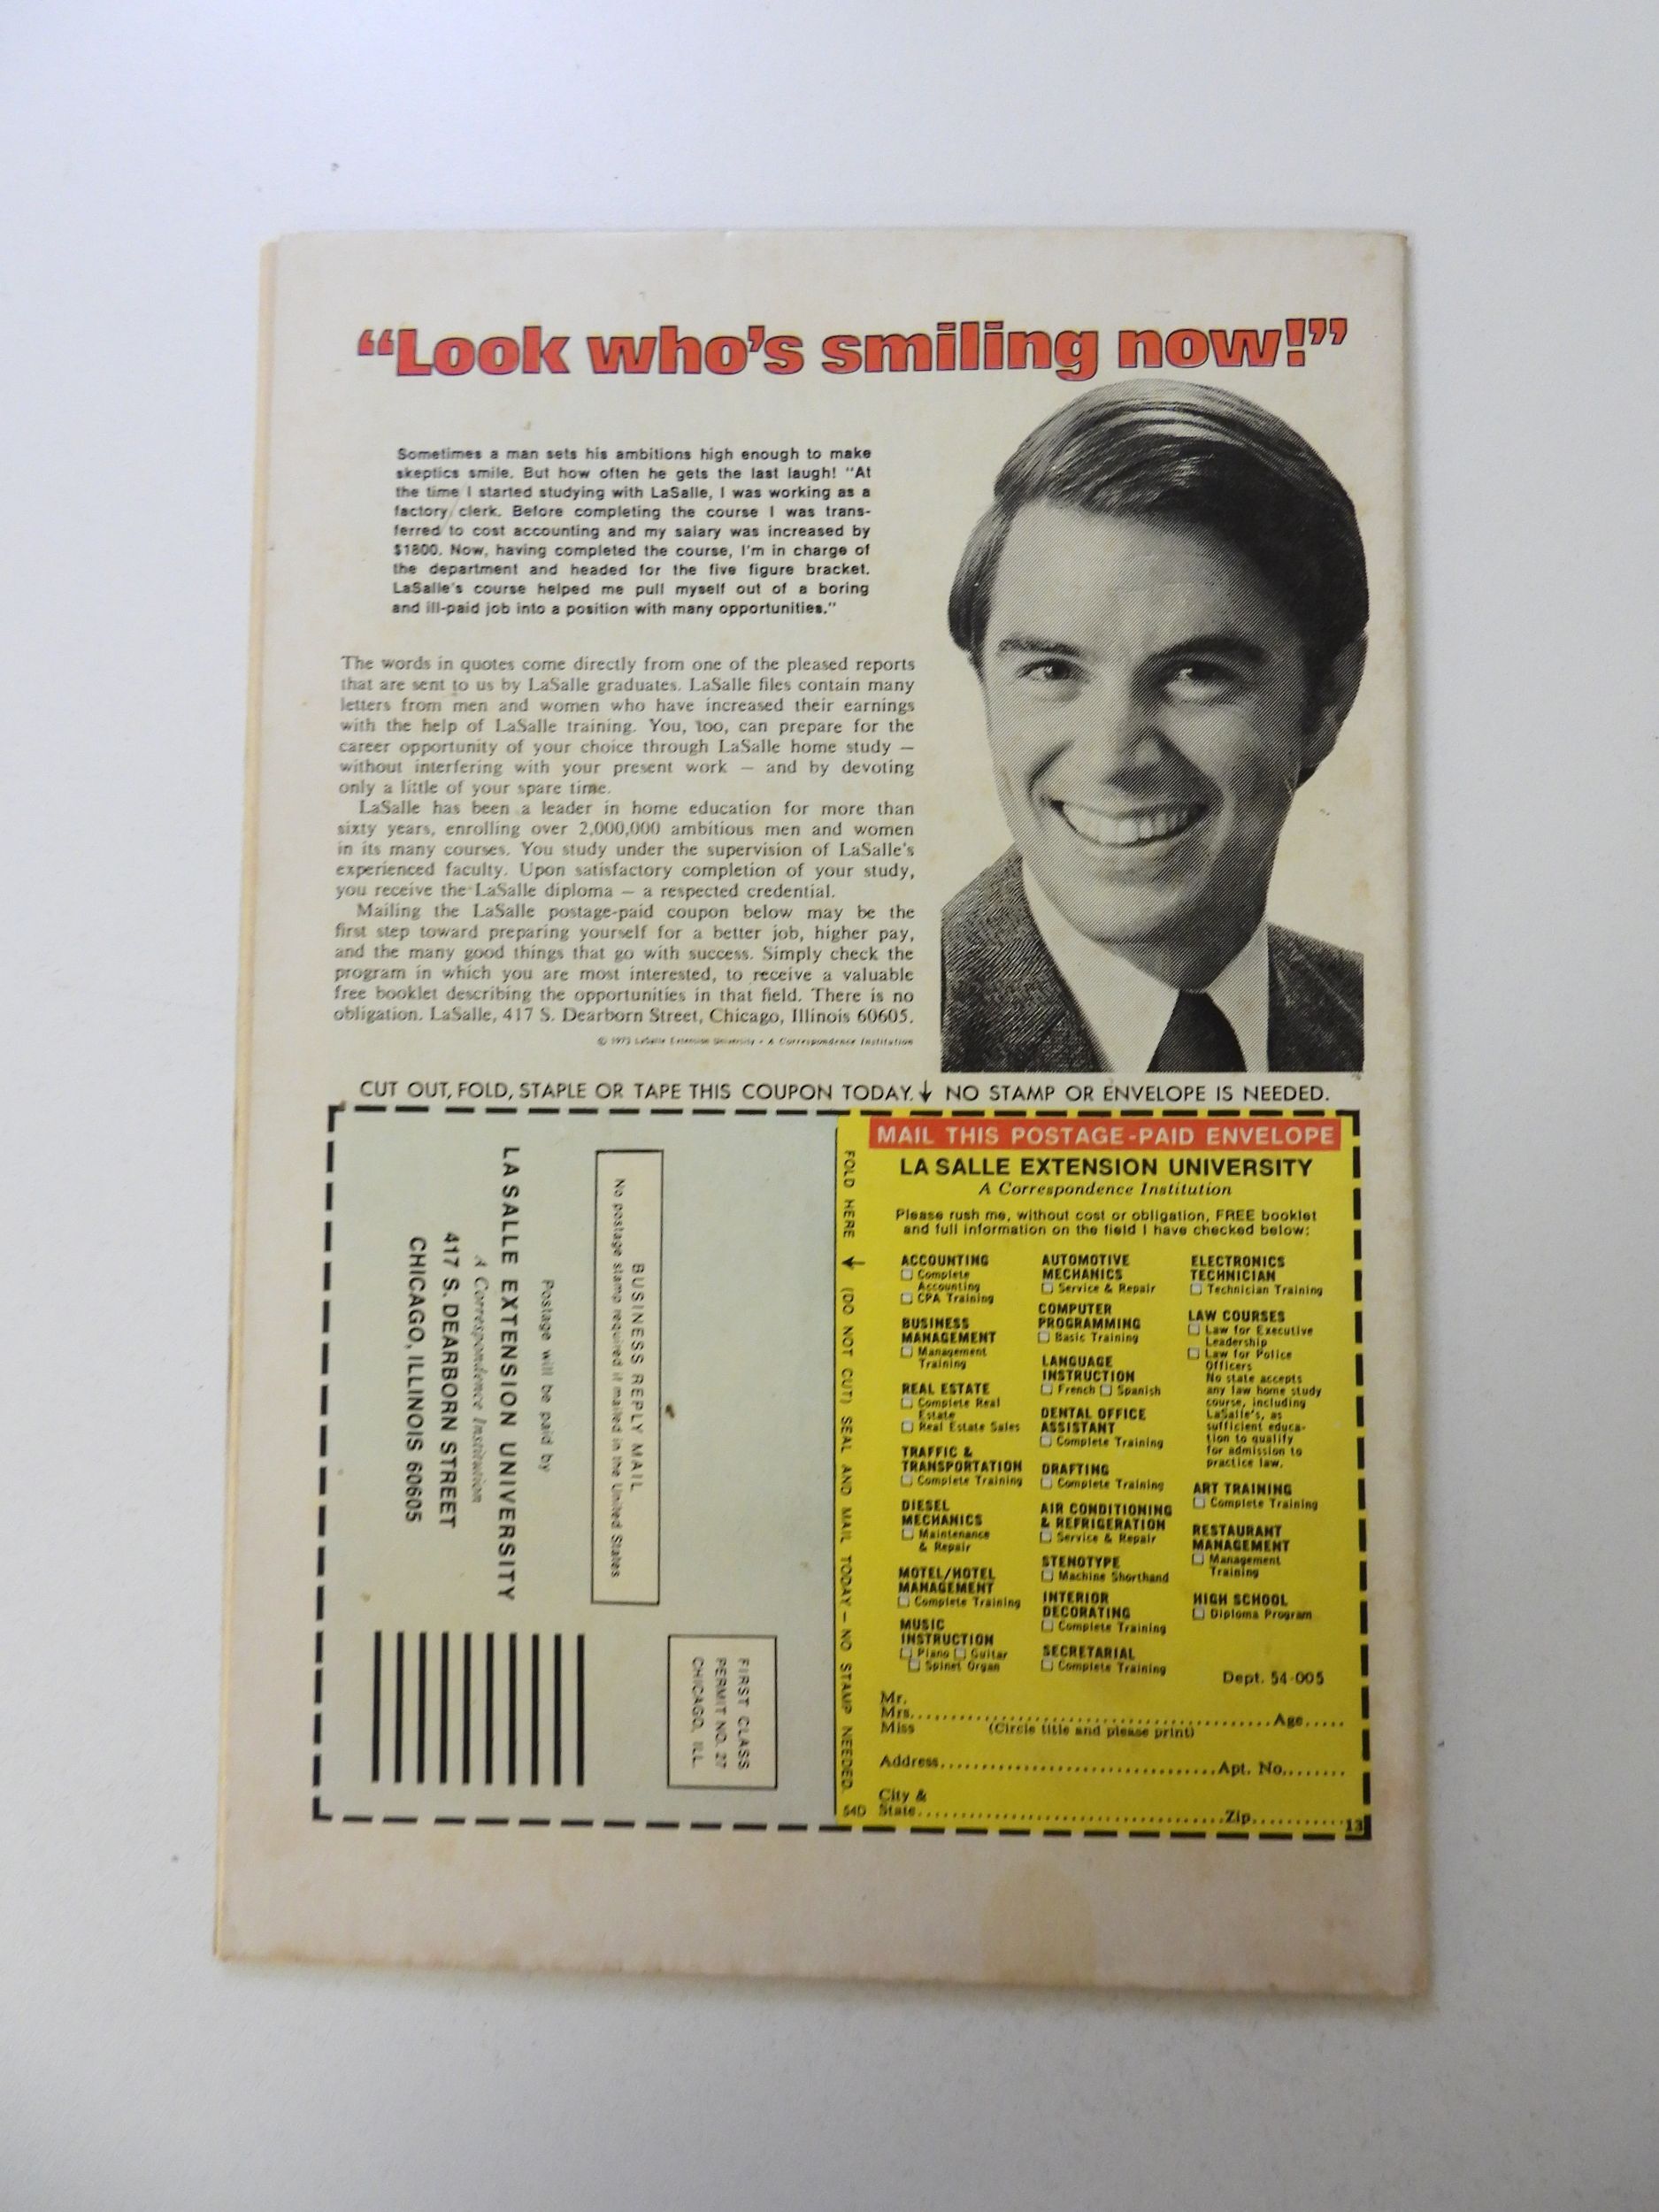 “Look who’s smiling now!”
Sometimes a man sets his ambitions high enough to make
skeptics smile. But how often he gets the last laugh! "At
the time I started studying with LaSalle, I was working as a
factory clerk. Before completing the course I was trans-
ferred to cost accounting and my salary was increased by
$1800. Now, having completed the course, I'm in charge of
the department and headed for the five figure bracket.
LaSalle's course helped me pull myself out of a boring
and ill-paid job into a position with many opportunities."
The words in quotes come directly from one of the pleased reports
that are sent to us by LaSalle graduates. LaSalle files contain many
letters from men and women who have increased their earnings
with the help of LaSalle training. You, too, can prepare for the
career opportunity of your choice through LaSalle home study —
without interfering with your present work — and by devoting
only a little of your spare time.
LaSalle has been a leader in home education for more than
sixty years, enrolling over 2,000,000 ambitious men and women
in its many courses. You study under the supervision of LaSalle's
experienced faculty. Upon satisfactory completion of your study,
you receive the LaSalle diploma — a respected credential.
Mailing the LaSalle postage-paid coupon below may be the
first step toward preparing yourself for a better job, higher pay,
and the many good things that go with success. Simply check the
program in which you are most interested, to receive a valuable
free booklet describing the opportunities in that field. There is no
obligation. LaSalle, 417 S. Dearborn Street, Chicago, Illinois 60605.
© 1973 LaSalle Extension University • A Correspondence Institution
CUT OUT, FOLD, STAPLE OR TAPE THIS COUPON TODAY. ↓ NO STAMP OR ENVELOPE IS NEEDED.
BUSINESS REPLY MAIL
No postage stamp required if mailed in the United States
Postage will be paid by
LA SALLE EXTENSION UNIVERSITY
A Correspondence Institution
417 S. DEARBORN STREET
CHICAGO, ILLINOIS 60605
FIRST CLASS
PERMIT NO. 27
CHICAGO, ILL.
FOLD HERE ← (DO NOT CUT) SEAL AND MAIL TODAY — NO STAMP NEEDED.
54D
MAIL THIS POSTAGE-PAID ENVELOPE
LA SALLE EXTENSION UNIVERSITY
A Correspondence Institution
Please rush me, without cost or obligation, FREE booklet
and full information on the field I have checked below:
ACCOUNTING
☐ Complete
Accounting
☐ CPA Training
BUSINESS
MANAGEMENT
☐ Management
Training
REAL ESTATE
☐ Complete Real
Estate
☐ Real Estate Sales
TRAFFIC &
TRANSPORTATION
☐ Complete Training
DIESEL
MECHANICS
☐ Maintenance
& Repair
MOTEL/HOTEL
MANAGEMENT
☐ Complete Training
MUSIC
INSTRUCTION
☐ Piano ☐ Guitar
☐ Spinet Organ
AUTOMOTIVE
MECHANICS
☐ Service & Repair
COMPUTER
PROGRAMMING
☐ Basic Training
LANGUAGE
INSTRUCTION
☐ French ☐ Spanish
DENTAL OFFICE
ASSISTANT
☐ Complete Training
DRAFTING
☐ Complete Training
AIR CONDITIONING
& REFRIGERATION
☐ Service & Repair
STENOTYPE
☐ Machine Shorthand
INTERIOR
DECORATING
☐ Complete Training
SECRETARIAL
☐ Complete Training
ELECTRONICS
TECHNICIAN
☐ Technician Training
LAW COURSES
☐ Law for Executive
Leadership
☐ Law for Police
Officers
No state accepts
any law home study
course, including
LaSalle's, as
sufficient educa-
tion to qualify
for admission to
practice law.
ART TRAINING
☐ Complete Training
RESTAURANT
MANAGEMENT
☐ Management
Training
HIGH SCHOOL
☐ Diploma Program
Dept. 54-005
Mr.
Mrs. Age
Miss (Circle title and please print)
Address Apt. No.
City &
State Zip
13